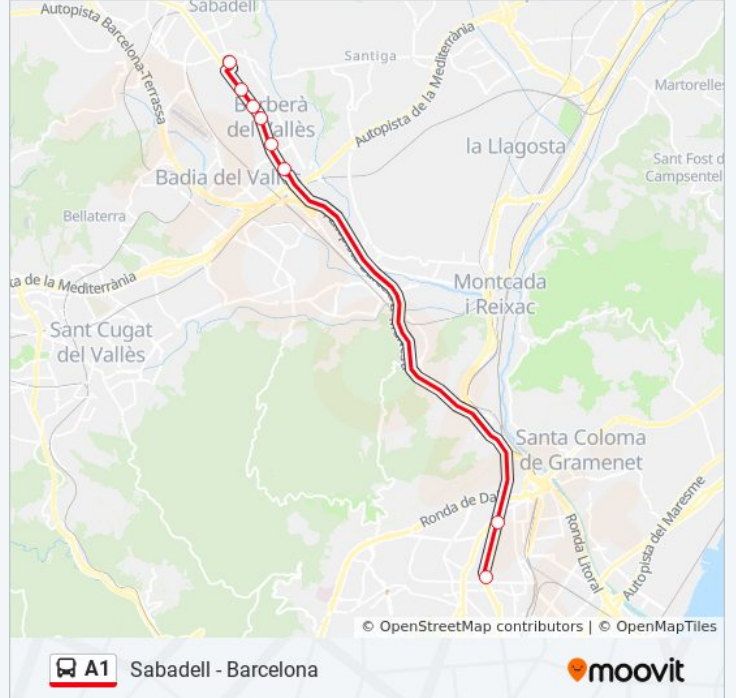 Sabadell
Autopista Barcelona-Terrassa
Santiga
Autopista de la Mediterrània
Martorelles
Barberà
del Vallès
la Llagosta
Sant Fost d
Campsentel
Badia del Vall
Bellaterra
ta de la Mediterrània
Montcada
i Reixac
Sant Cugat
del Vallès
Santa Coloma
de Gramenet
Ronda de Da
Ronda Litoral
Autopista del Maresme
© OpenStreetMap contributors | © OpenMapTiles
A1 Sabadell - Barcelona
moovit